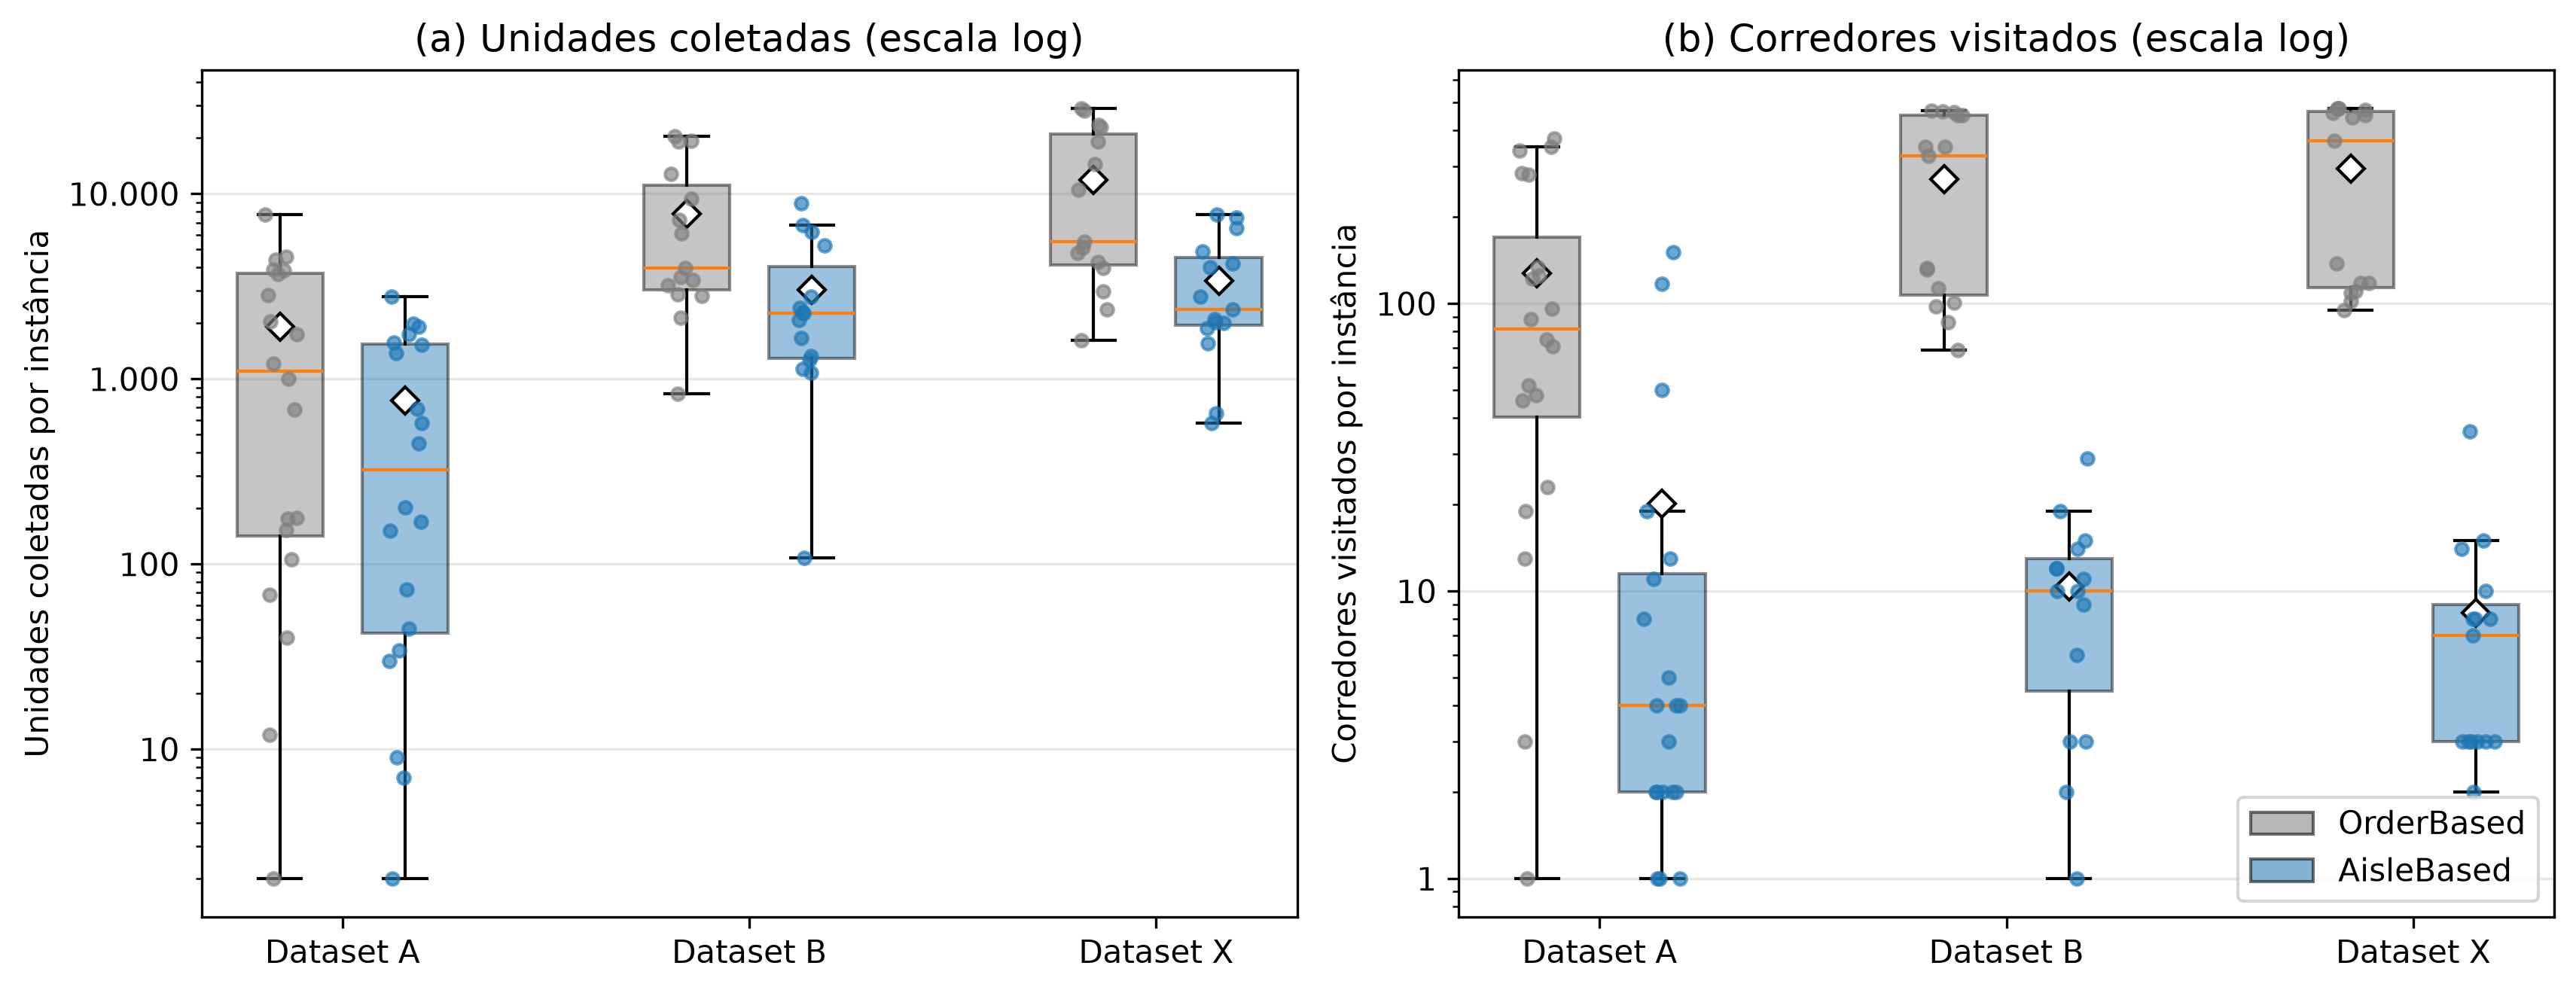 (a) Unidades coletadas (escala log)
Unidades coletadas por instância
10.000
1.000
100
10
Dataset A
Dataset B
Dataset X
(b) Corredores visitados (escala log)
Corredores visitados por instância
100
10
1
Dataset A
Dataset B
Dataset X
OrderBased
AisleBased